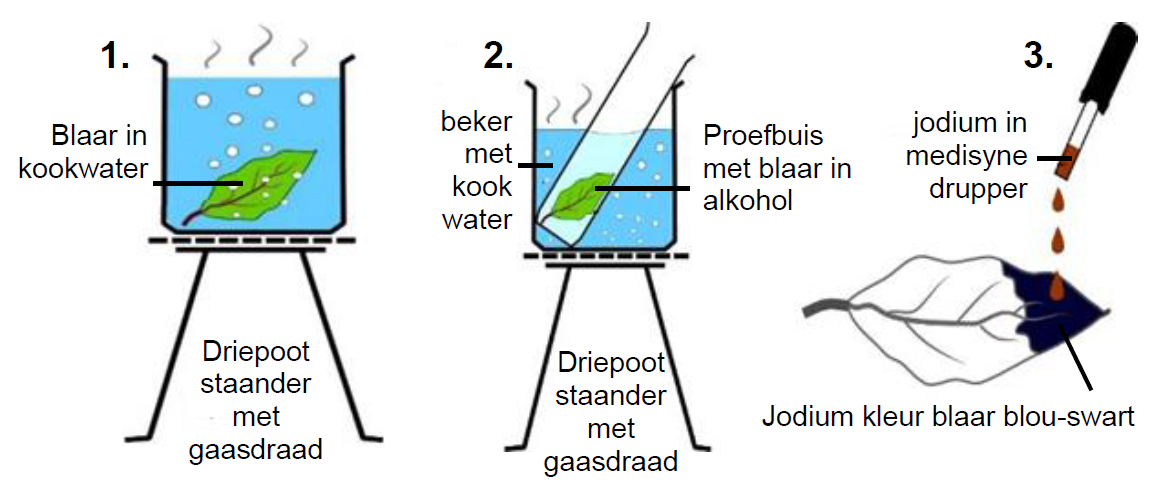 1.
Blaar in
kookwater
Driepoot
staander
met
gaasdraad
2.
beker
met
kook
water
Proefbuis
met blaar in
alkohol
Driepoot
staander
met
gaasdraad
3.
jodium in
medisyne
drupper
Jodium kleur blaar blou-swart